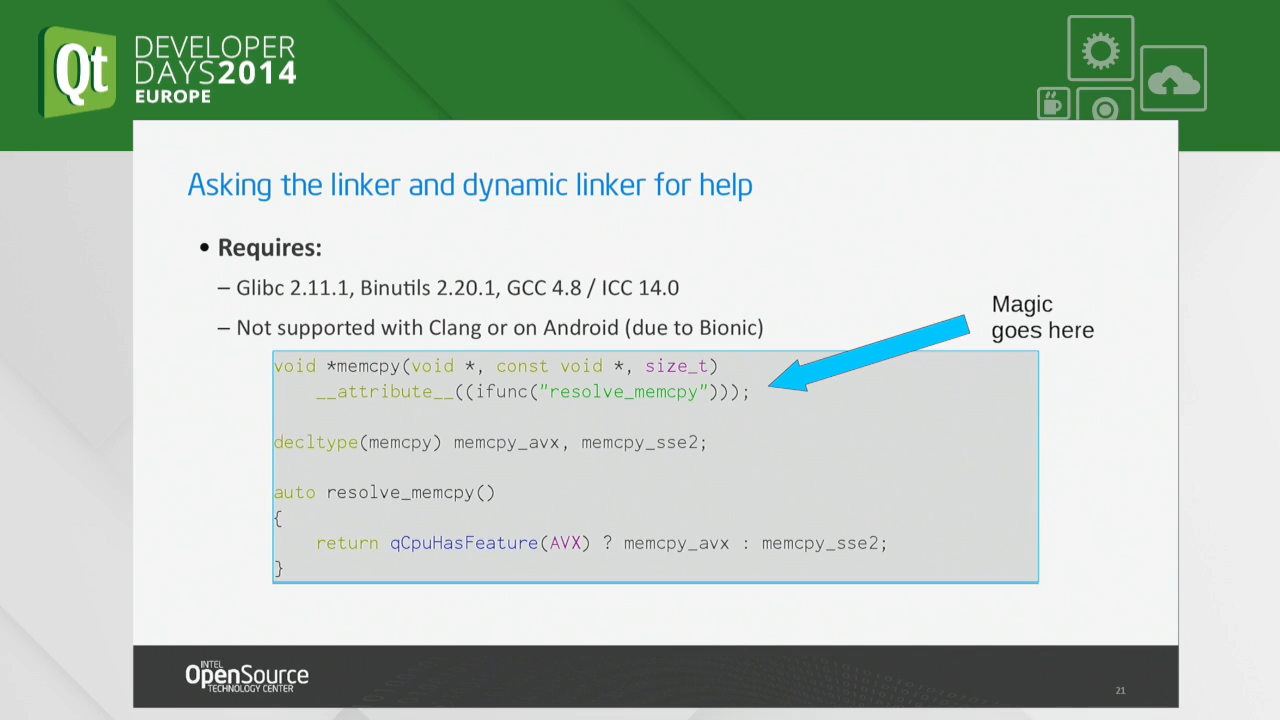 Qt
DEVELOPER
DAYS2014
EUROPE
Asking the linker and dynamic linker for help
• Requires:
– Glibc 2.11.1, Binutils 2.20.1, GCC 4.8 / ICC 14.0
– Not supported with Clang or on Android (due to Bionic)
Magic
goes here
void *memcpy(void *, const void *, size_t)
__attribute__((ifunc("resolve_memcpy")));
decltype(memcpy) memcpy_avx, memcpy_sse2;
auto resolve_memcpy()
{
return qCpuHasFeature(AVX) ? memcpy_avx : memcpy_sse2;
}
INTEL
OpenSource
TECHNOLOGY CENTER
21